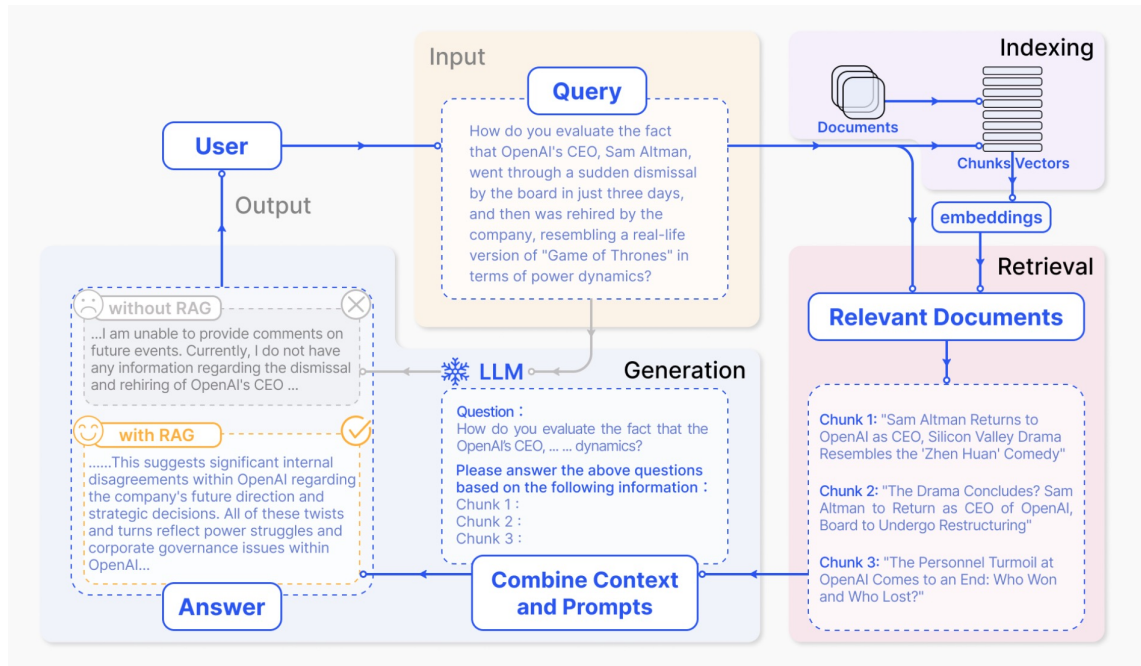 Input
Query
How do you evaluate the fact
that OpenAI's CEO, Sam Altman,
went through a sudden dismissal
by the board in just three days,
and then was rehired by the
company, resembling a real-life
version of "Game of Thrones" in
terms of power dynamics?
Indexing
Documents
Chunks Vectors
embeddings
User
Output
Retrieval
Relevant Documents
Chunk 1: "Sam Altman Returns to
OpenAI as CEO, Silicon Valley Drama
Resembles the 'Zhen Huan' Comedy"
Chunk 2: "The Drama Concludes? Sam
Altman to Return as CEO of OpenAI,
Board to Undergo Restructuring"
Chunk 3: "The Personnel Turmoil at
OpenAI Comes to an End: Who Won
and Who Lost?"
Generation
LLM
Question :
How do you evaluate the fact that the
OpenAI's CEO, ... ... dynamics?
Please answer the above questions
based on the following information :
Chunk 1 :
Chunk 2 :
Chunk 3 :
Combine Context
and Prompts
without RAG
...I am unable to provide comments on
future events. Currently, I do not have
any information regarding the dismissal
and rehiring of OpenAI's CEO ...
with RAG
......This suggests significant internal
disagreements within OpenAI regarding
the company's future direction and
strategic decisions. All of these twists
and turns reflect power struggles and
corporate governance issues within
OpenAI...
Answer